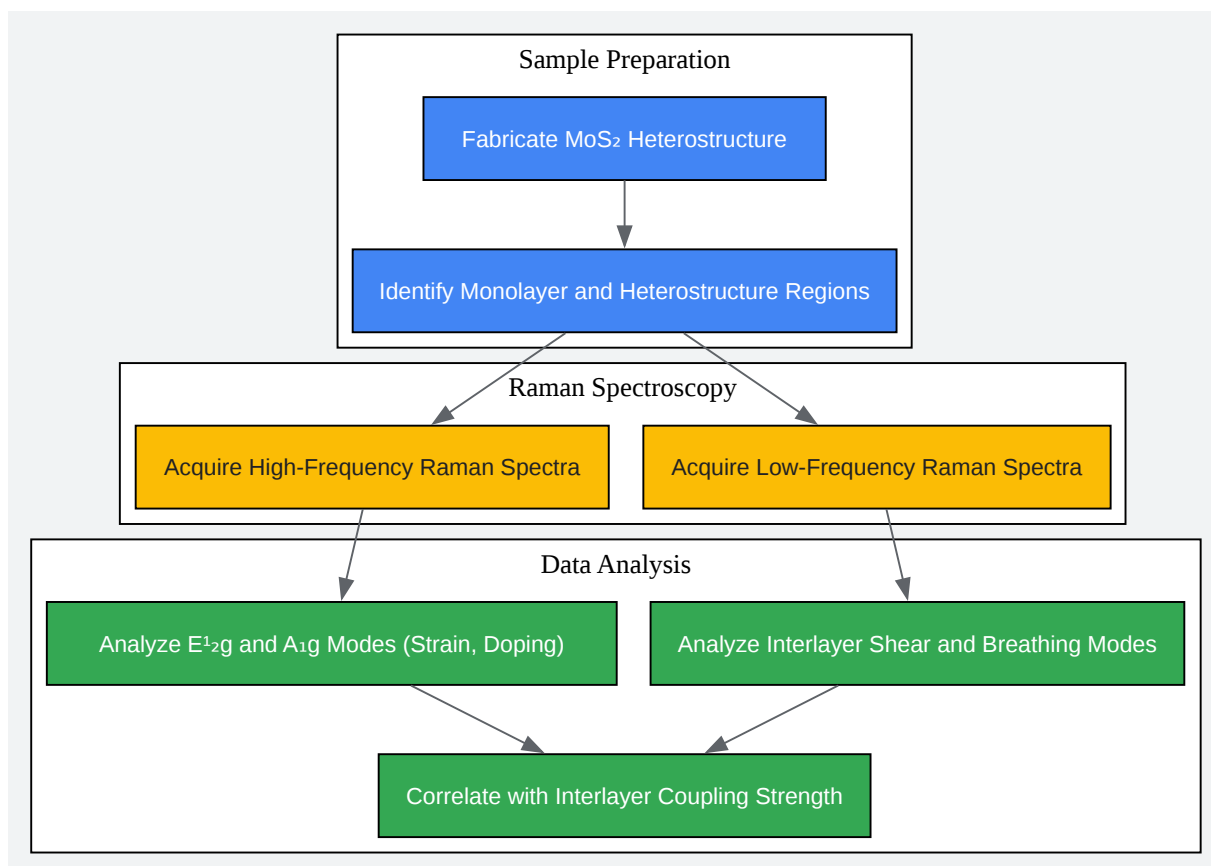 Sample Preparation
Fabricate MoS₂ Heterostructure
Identify Monolayer and Heterostructure Regions
Raman Spectroscopy
Acquire High-Frequency Raman Spectra
Acquire Low-Frequency Raman Spectra
Data Analysis
Analyze E¹₂g and A₁g Modes (Strain, Doping)
Analyze Interlayer Shear and Breathing Modes
Correlate with Interlayer Coupling Strength